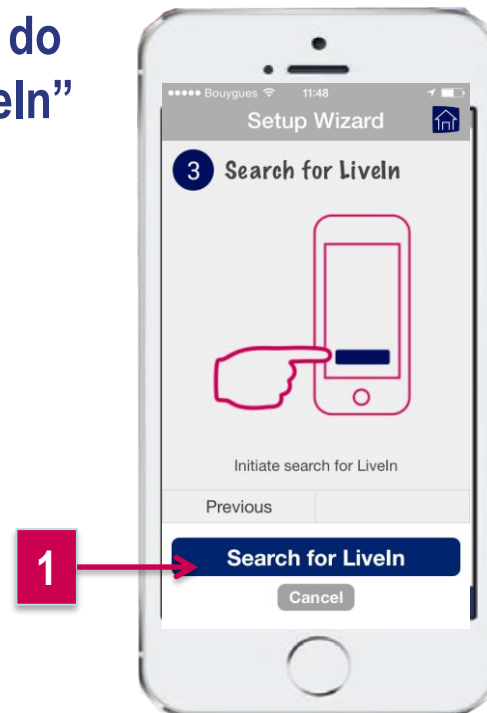 do
eIn”
Bouygues 11:48
Setup Wizard
3 Search for LiveIn
Initiate search for LiveIn
Previous
1
Search for LiveIn
Cancel